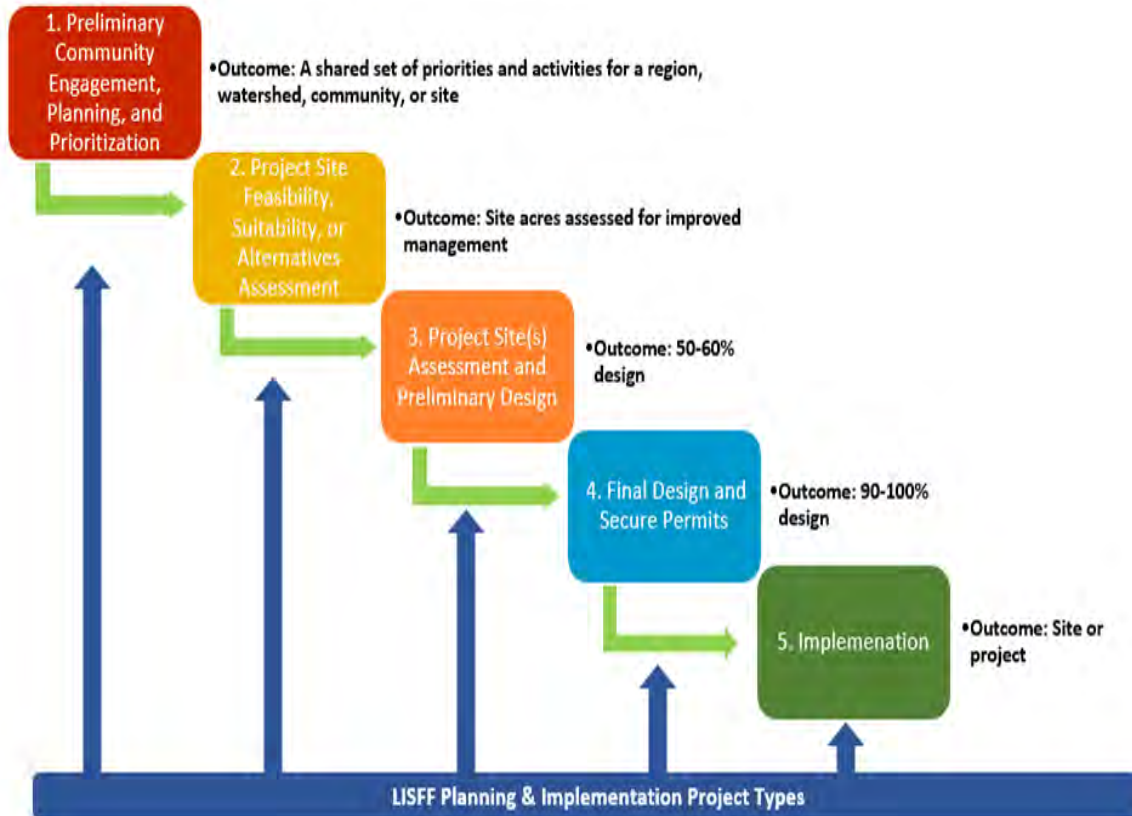 1. Preliminary
Community
Engagement,
Planning, and
Prioritization
•Outcome: A shared set of priorities and activities for a region,
watershed, community, or site
2. Project Site
Feasibility,
Suitability, or
Alternatives
Assessment
•Outcome: Site acres assessed for improved
management
3. Project Site(s)
Assessment and
Preliminary Design
•Outcome: 50-60%
design
4. Final Design and
Secure Permits
•Outcome: 90-100%
design
5. Implemenation
•Outcome: Site or
project
LISFF Planning & Implementation Project Types